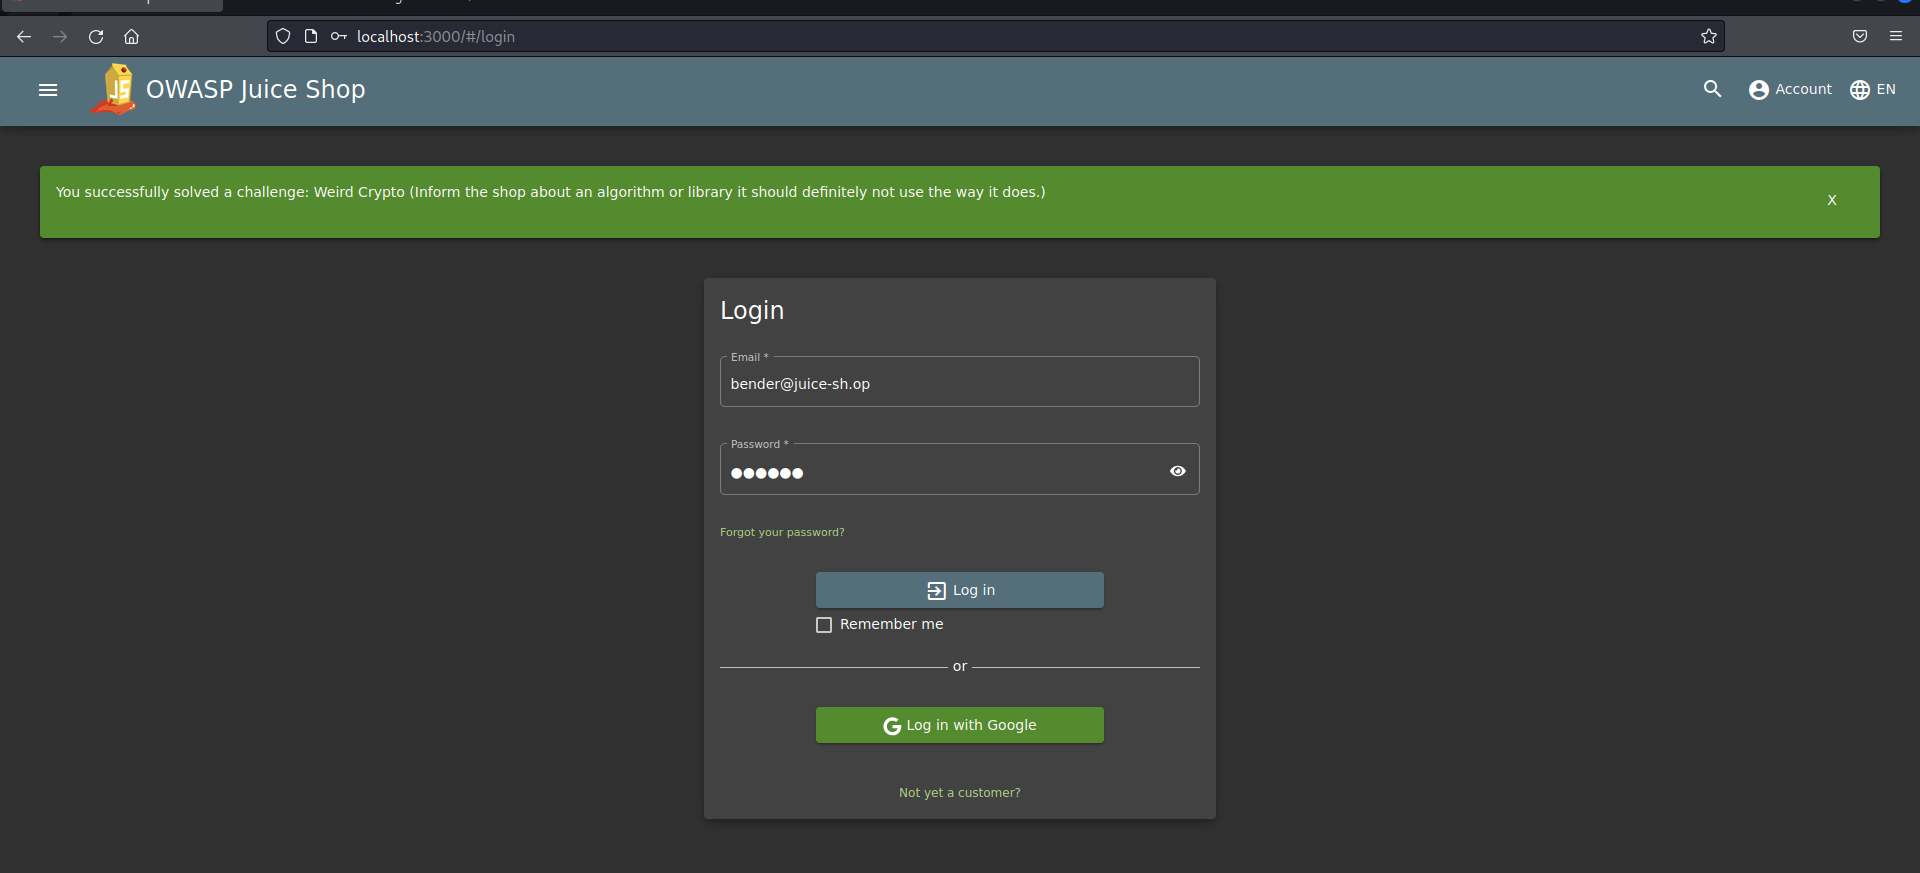 localhost:3000/#/login
JS
OWASP Juice Shop
Account
EN
You successfully solved a challenge: Weird Crypto (Inform the shop about an algorithm or library it should definitely not use the way it does.)
X
Login
Email *
bender@juice-sh.op
Password *
●●●●●●
Forgot your password?
Log in
Remember me
or
G Log in with Google
Not yet a customer?